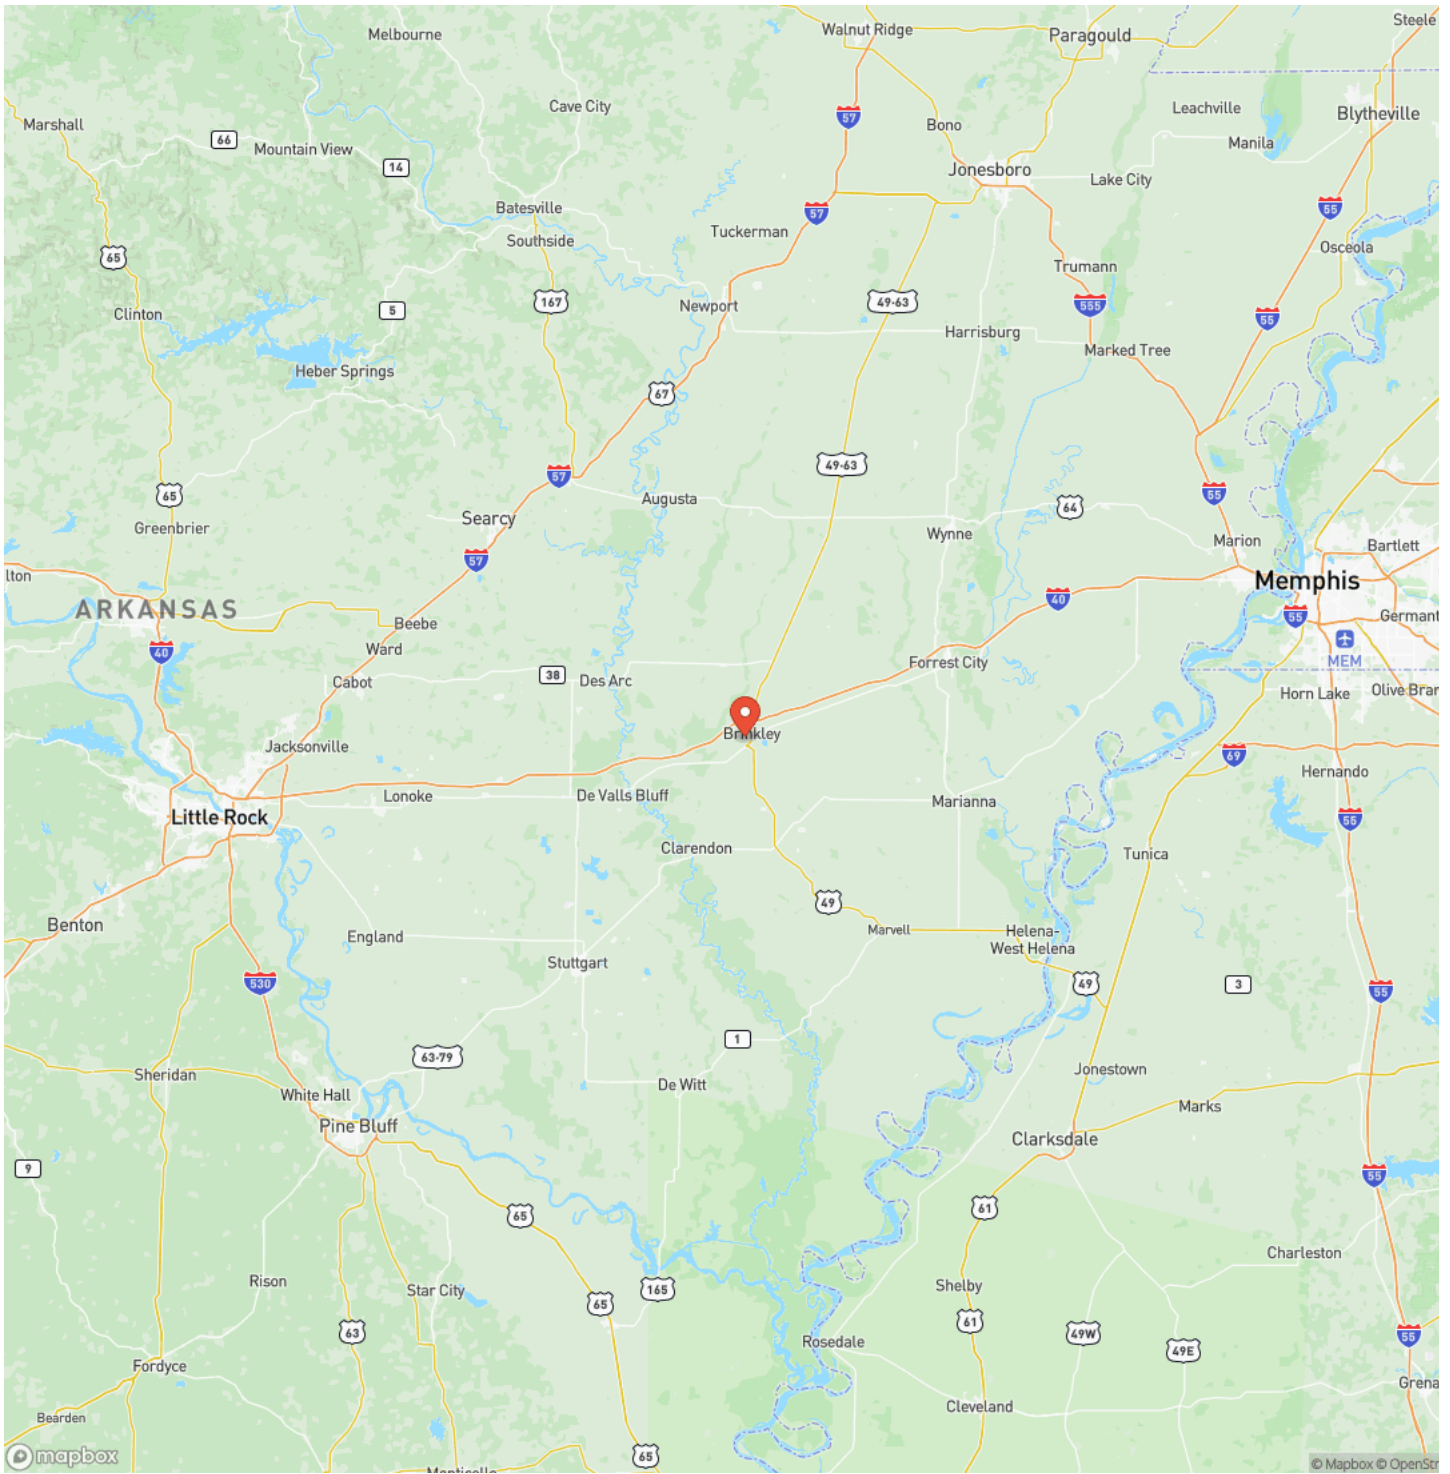 Steele
Melbourne
Walnut Ridge
Paragould
Cave City
Leachville
Blytheville
57
Marshall
66
Bono
Manila
Mountain View
14
Jonesboro
Lake City
Batesville
57
55
Southside
Tuckerman
Osceola
65
Trumann
Newport
167
49-63
555
5
Clinton
55
Harrisburg
Marked Tree
Heber Springs
67
49-63
57
65
Augusta
55
64
Searcy
Greenbrier
Wynne
Marion
Bartlett
57
lton
Memphis
40
ARKANSAS
55
Germant
Beebe
Ward
40
MEM
Forrest City
38
Des Arc
Cabot
Horn Lake
Olive Bran
Brinkley
Jacksonville
69
Hernando
Lonoke
De Valls Bluff
Marianna
Little Rock
55
Clarendon
Tunica
49
Benton
Marvell
England
Helena-
West Helena
Stuttgart
530
49
3
55
1
63-79
Jonestown
Sheridan
De Witt
White Hall
Marks
Pine Bluff
Clarksdale
9
55
65
61
Charleston
Rison
Star City
Shelby
165
65
61
63
49W
55
Rosedale
49E
Fordyce
Grena
Cleveland
Bearden
mapbox
65
© Mapbox © OpenStr
Monticello